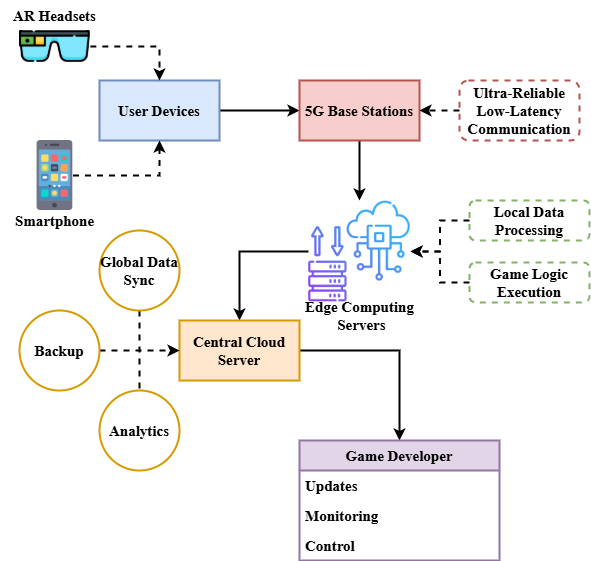 AR Headsets
User Devices
5G Base Stations
Ultra-Reliable
Low-Latency
Communication
Smartphone
Local Data
Processing
Game Logic
Execution
Edge Computing
Servers
Global Data
Sync
Backup
Analytics
Central Cloud
Server
Game Developer
Updates
Monitoring
Control